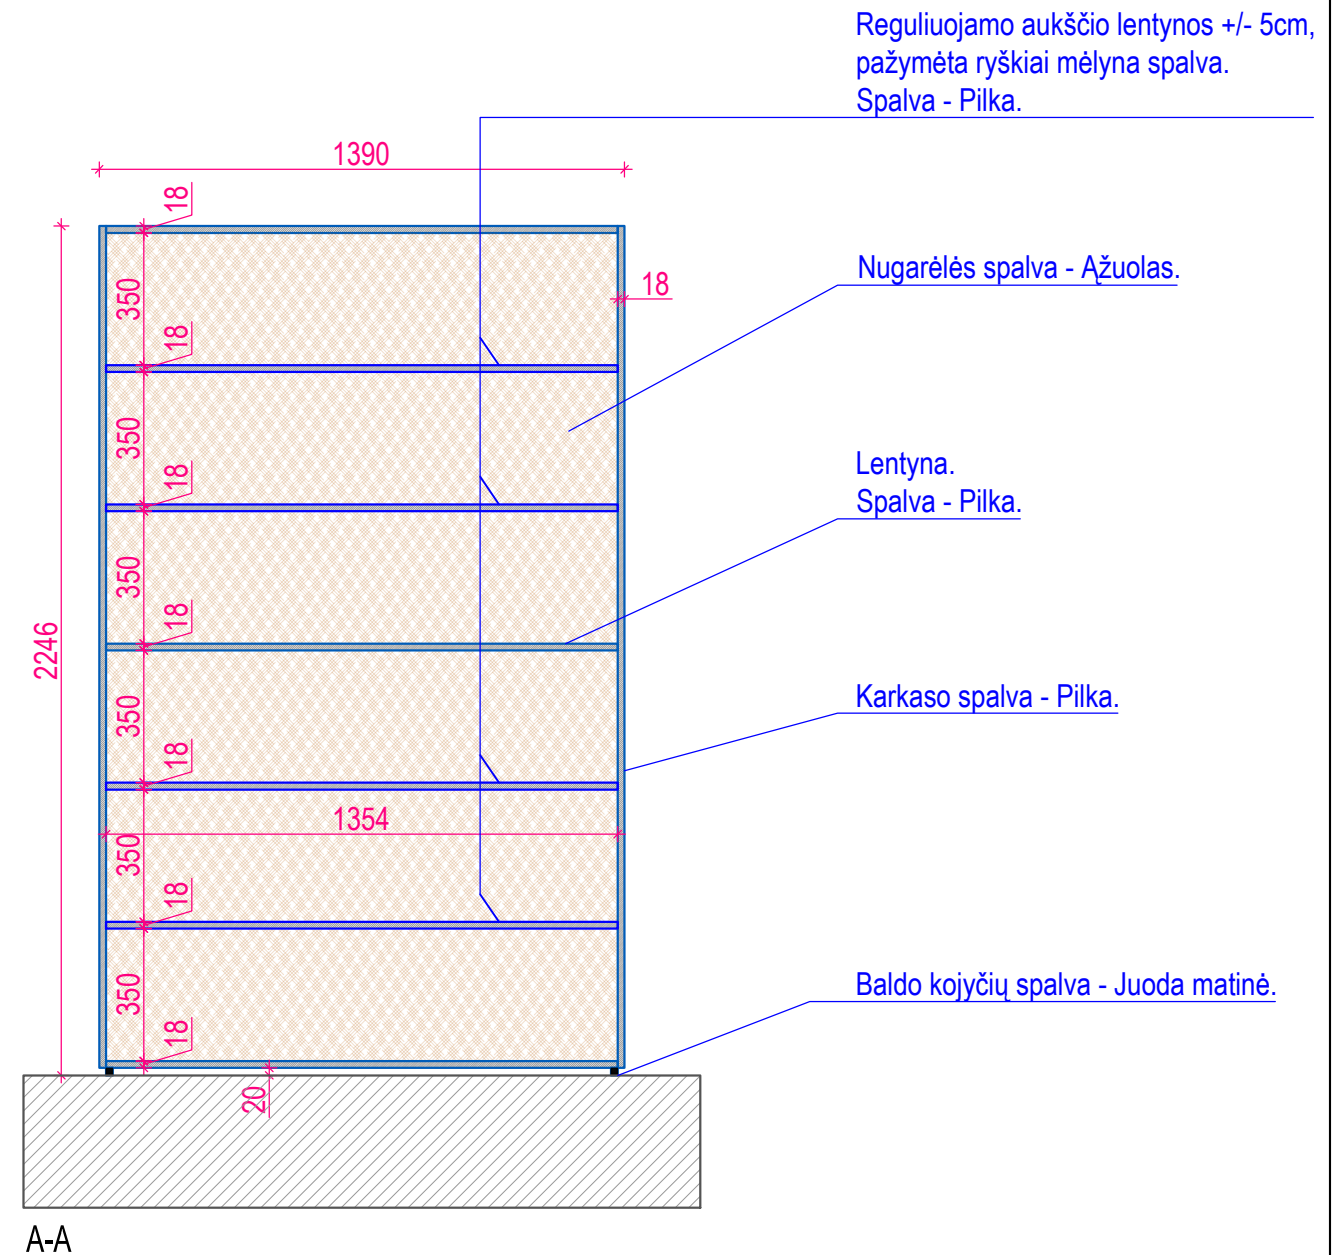 Reguliuojamo aukščio lentynos +/- 5cm,
pažymėta ryškiai mėlyna spalva.
Spalva - Pilka.
1390
18
350
18
Nugarėlės spalva - Ąžuolas.
18
350
18
Lentyna.
Spalva - Pilka.
350
18
2246
350
18
Karkaso spalva - Pilka.
1354
350
18
350
18
Baldo kojyčių spalva - Juoda matinė.
20
A-A